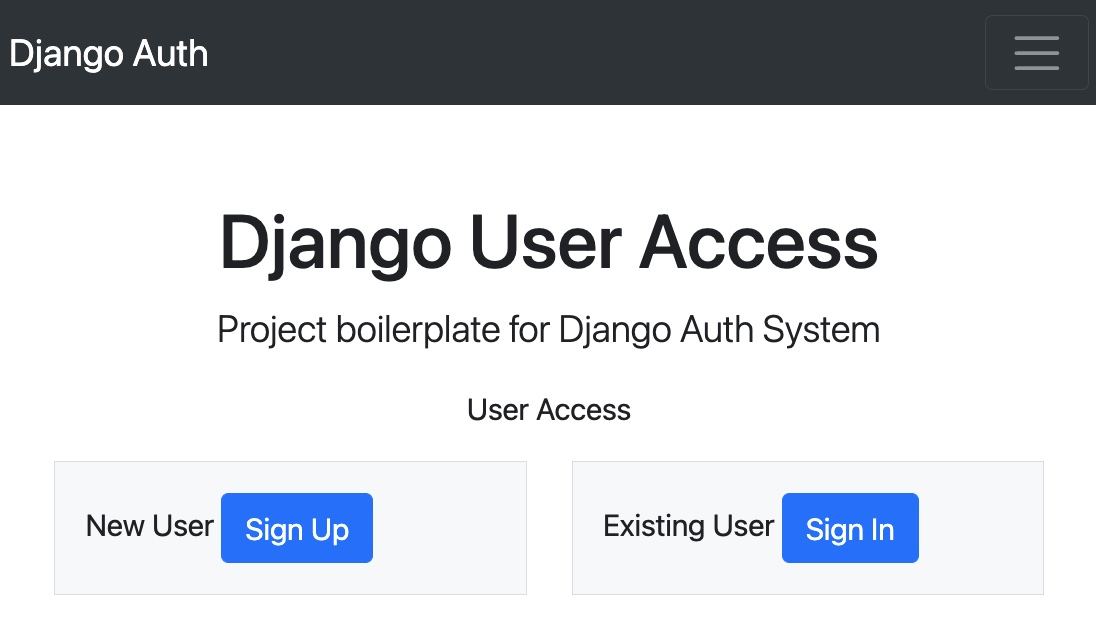 Django Auth
Django User Access
Project boilerplate for Django Auth System
User Access
New User Sign Up
Existing User Sign In